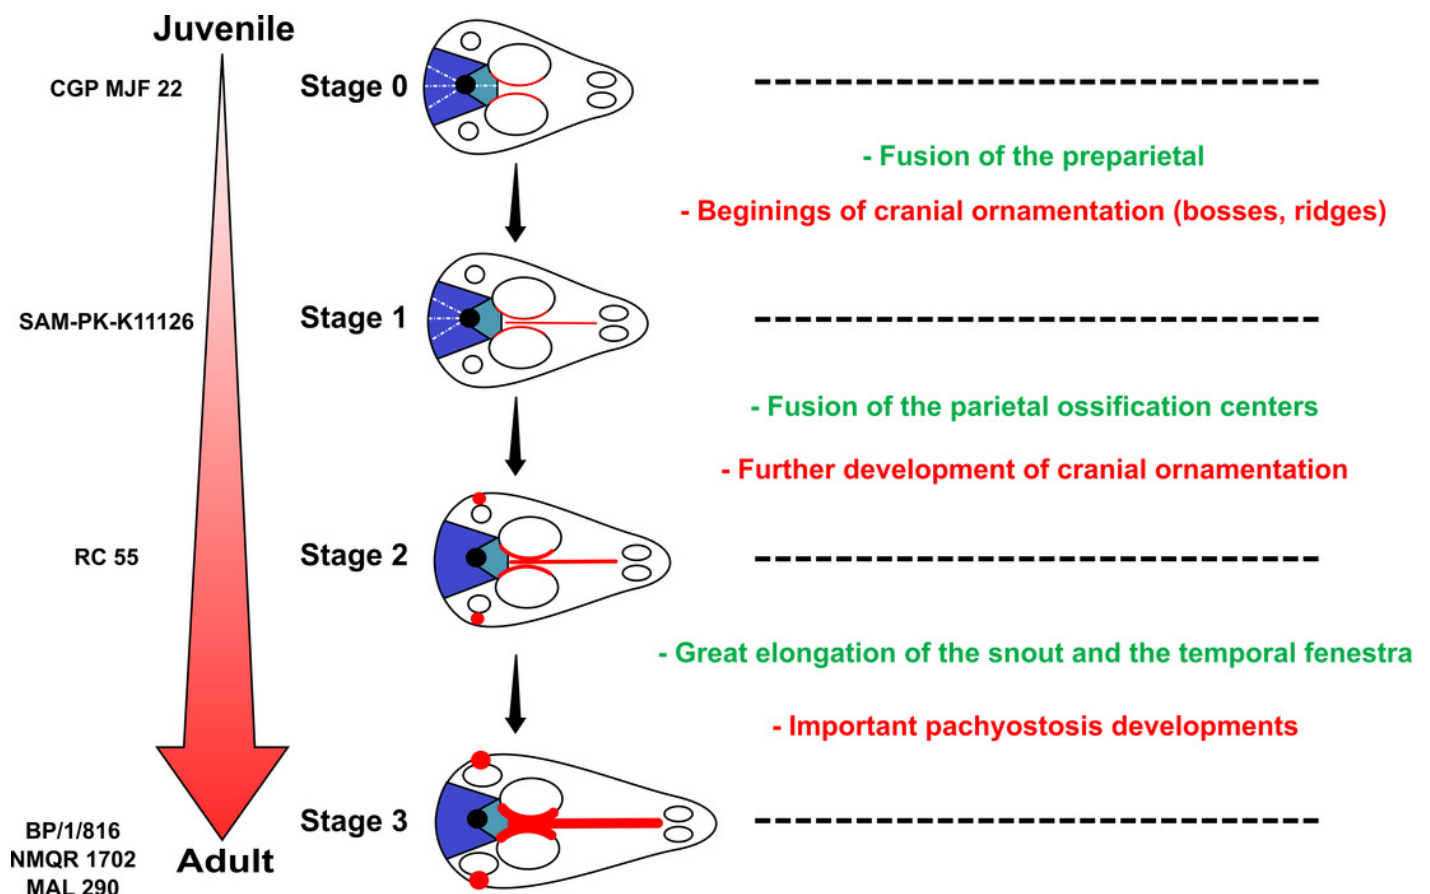 Juvenile
CGP MJF 22
Stage 0
- Fusion of the preparietal
- Beginings of cranial ornamentation (bosses, ridges)
SAM-PK-K11126
Stage 1
- Fusion of the parietal ossification centers
- Further development of cranial ornamentation
RC 55
Stage 2
- Great elongation of the snout and the temporal fenestra
- Important pachyostosis developments
Stage 3
BP/1/816
NMQR 1702
MAL 290
Adult